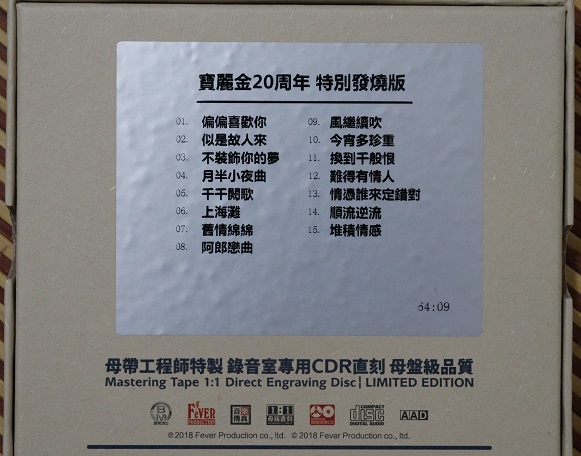 寶麗金20周年 特別發燒版
01. 偏偏喜歡你
02. 似是故人來
03. 不裝飾你的夢
04. 月半小夜曲
05. 千千闋歌
06. 上海灘
07. 舊情綿綿
08. 阿郎戀曲
09. 風繼續吹
10. 今宵多珍重
11. 換到千般恨
12. 難得有情人
13. 情憑誰來定錯對
14. 順流逆流
15. 堆積情感
64:09
母帶工程師特製 錄音室專用CDR直刻 母盤級品質
Mastering Tape 1:1 Direct Engraving Disc | LIMITED EDITION
FEVER PRODUCTION
1:1
COMPACT disc DIGITAL AUDIO
AAD
℗2018 Fever Production co., ltd. ©2018 Fever Production co., ltd.